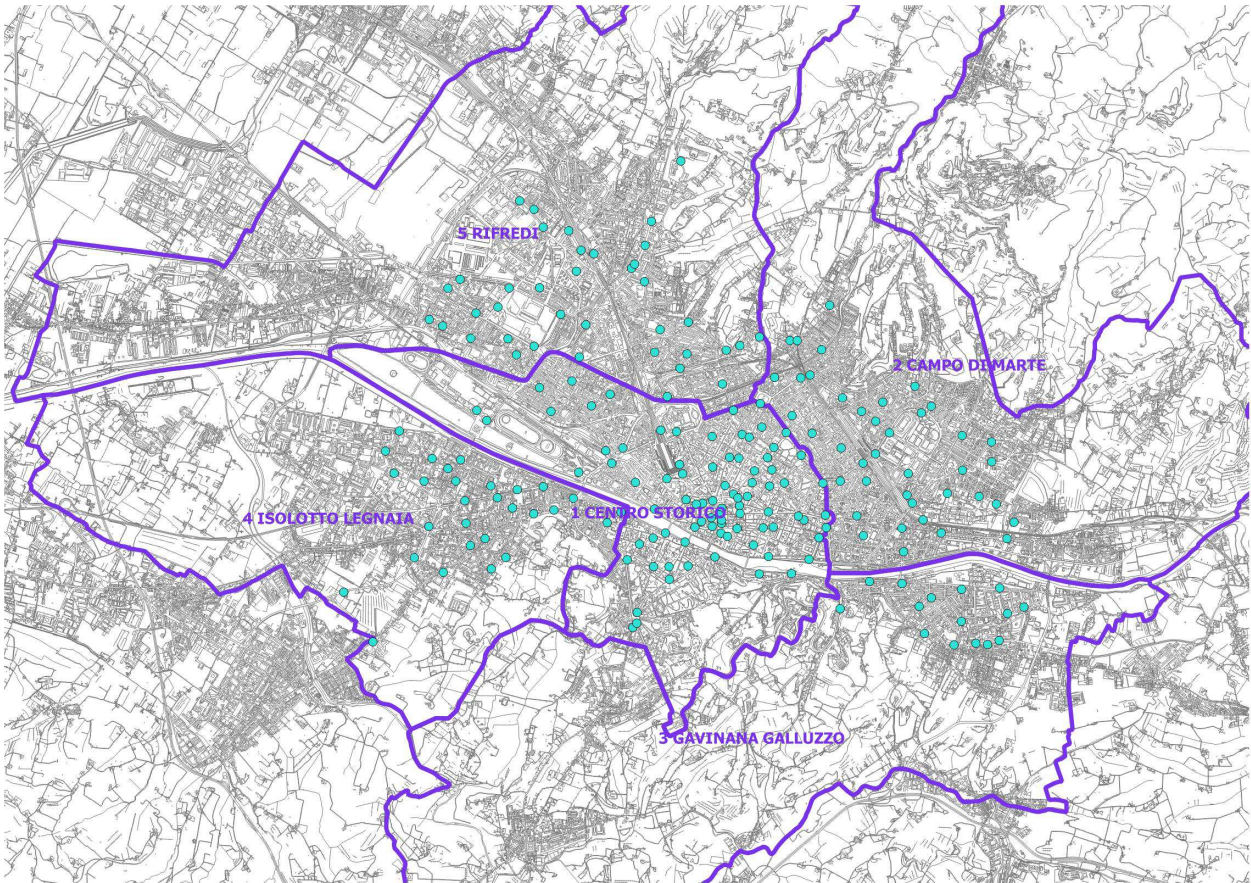 5 RIFREDI
2 CAMPO DI MARTE
4 ISOLOTTO LEGNAIA
1 CENTRO STORICO
3 GAVINANA GALLUZZO